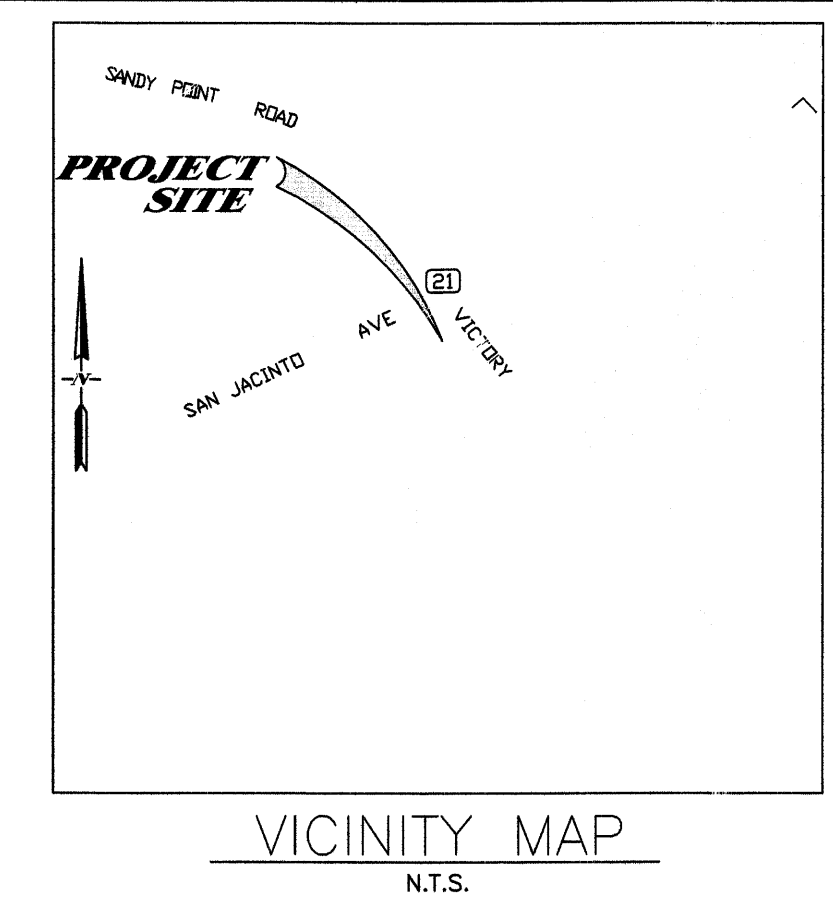 SANDY POINT ROAD
PROJECT
SITE
21
VICTORY
SAN JACINTO AVE
N
VICINITY MAP
N.T.S.